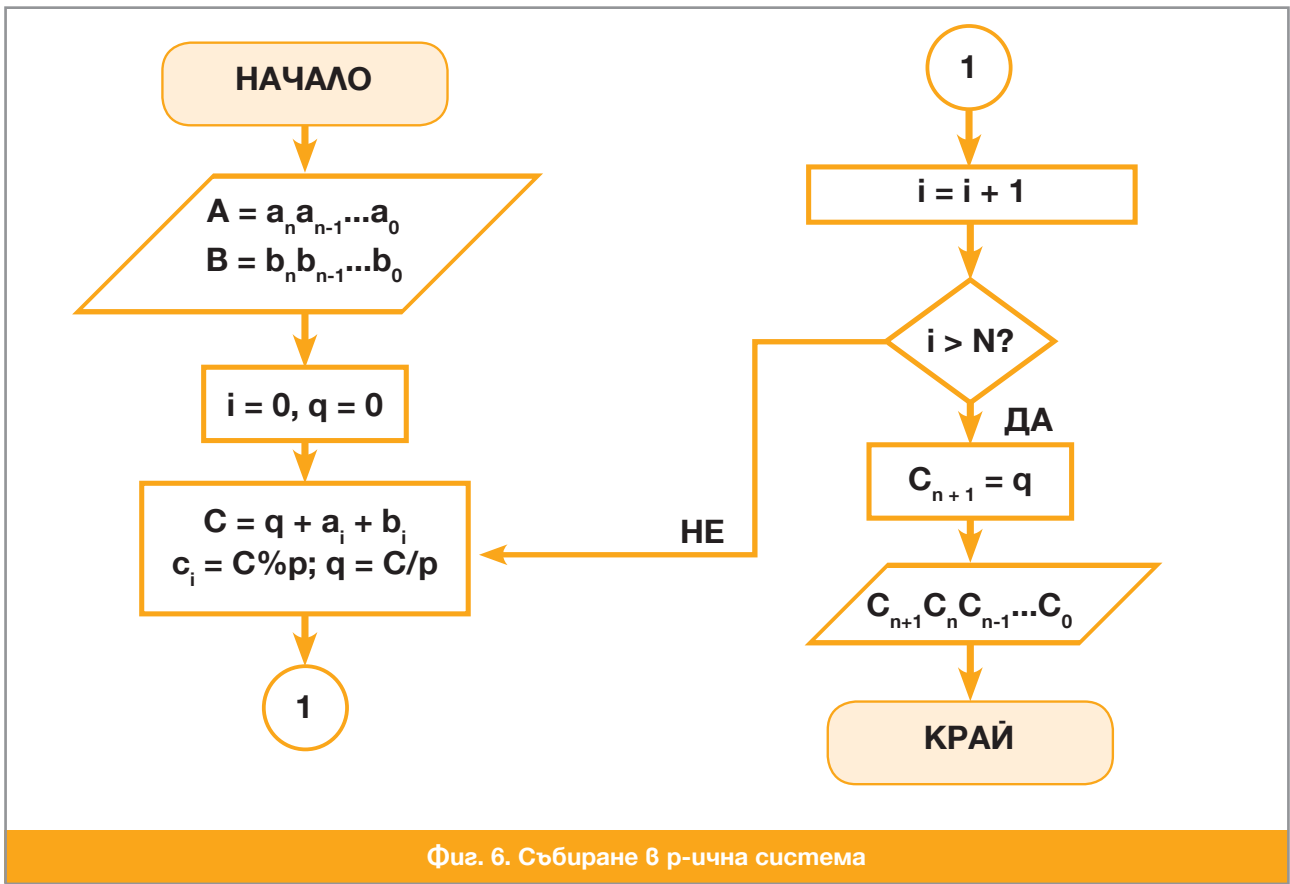 НАЧАЛО
A = aₙaₙ₋₁...a₀
B = bₙbₙ₋₁...b₀
i = 0, q = 0
C = q + aᵢ + bᵢ
cᵢ = C%p; q = C/p
1
1
i = i + 1
i > N?
ДА
НЕ
Cₙ ₊ ₁ = q
Cₙ₊₁CₙCₙ₋₁...C₀
КРАЙ
Фиг. 6. Събиране в р-ична система